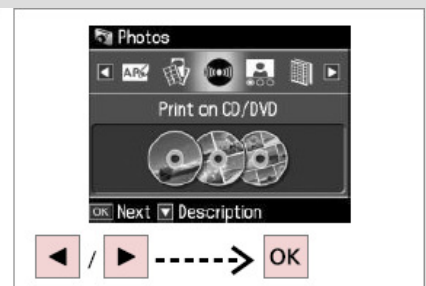 Photos
Print on CD/DVD
OK Next ▼ Description
◄ / ► -----> OK